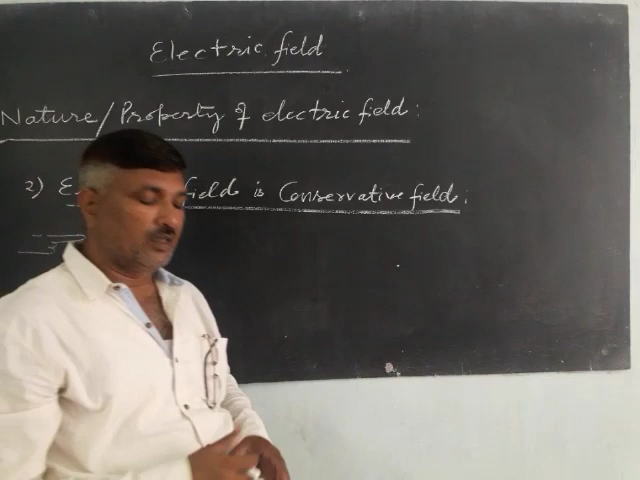 Electric field
Nature/Property of electric field:
2) E field is Conservative field: